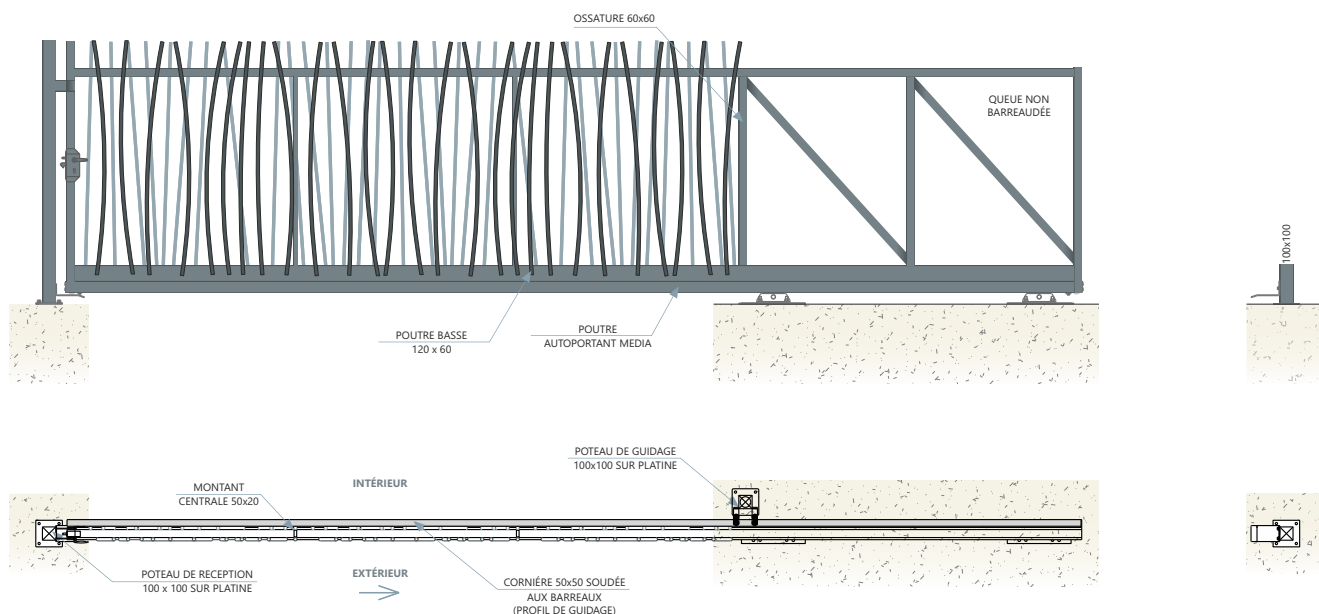 OSSATURE 60x60
QUEUE NON
BARREAUDÉE
100x100
POUTRE BASSE
120 x 60
POUTRE
AUTOPORTANT MEDIA
POTEAU DE GUIDAGE
100x100 SUR PLATINE
MONTANT
CENTRALE 50x20
INTÉRIEUR
POTEAU DE RECEPTION
100 x 100 SUR PLATINE
EXTÉRIEUR
CORNIÉRE 50x50 SOUDÉE
AUX BARREAUX
(PROFIL DE GUIDAGE)